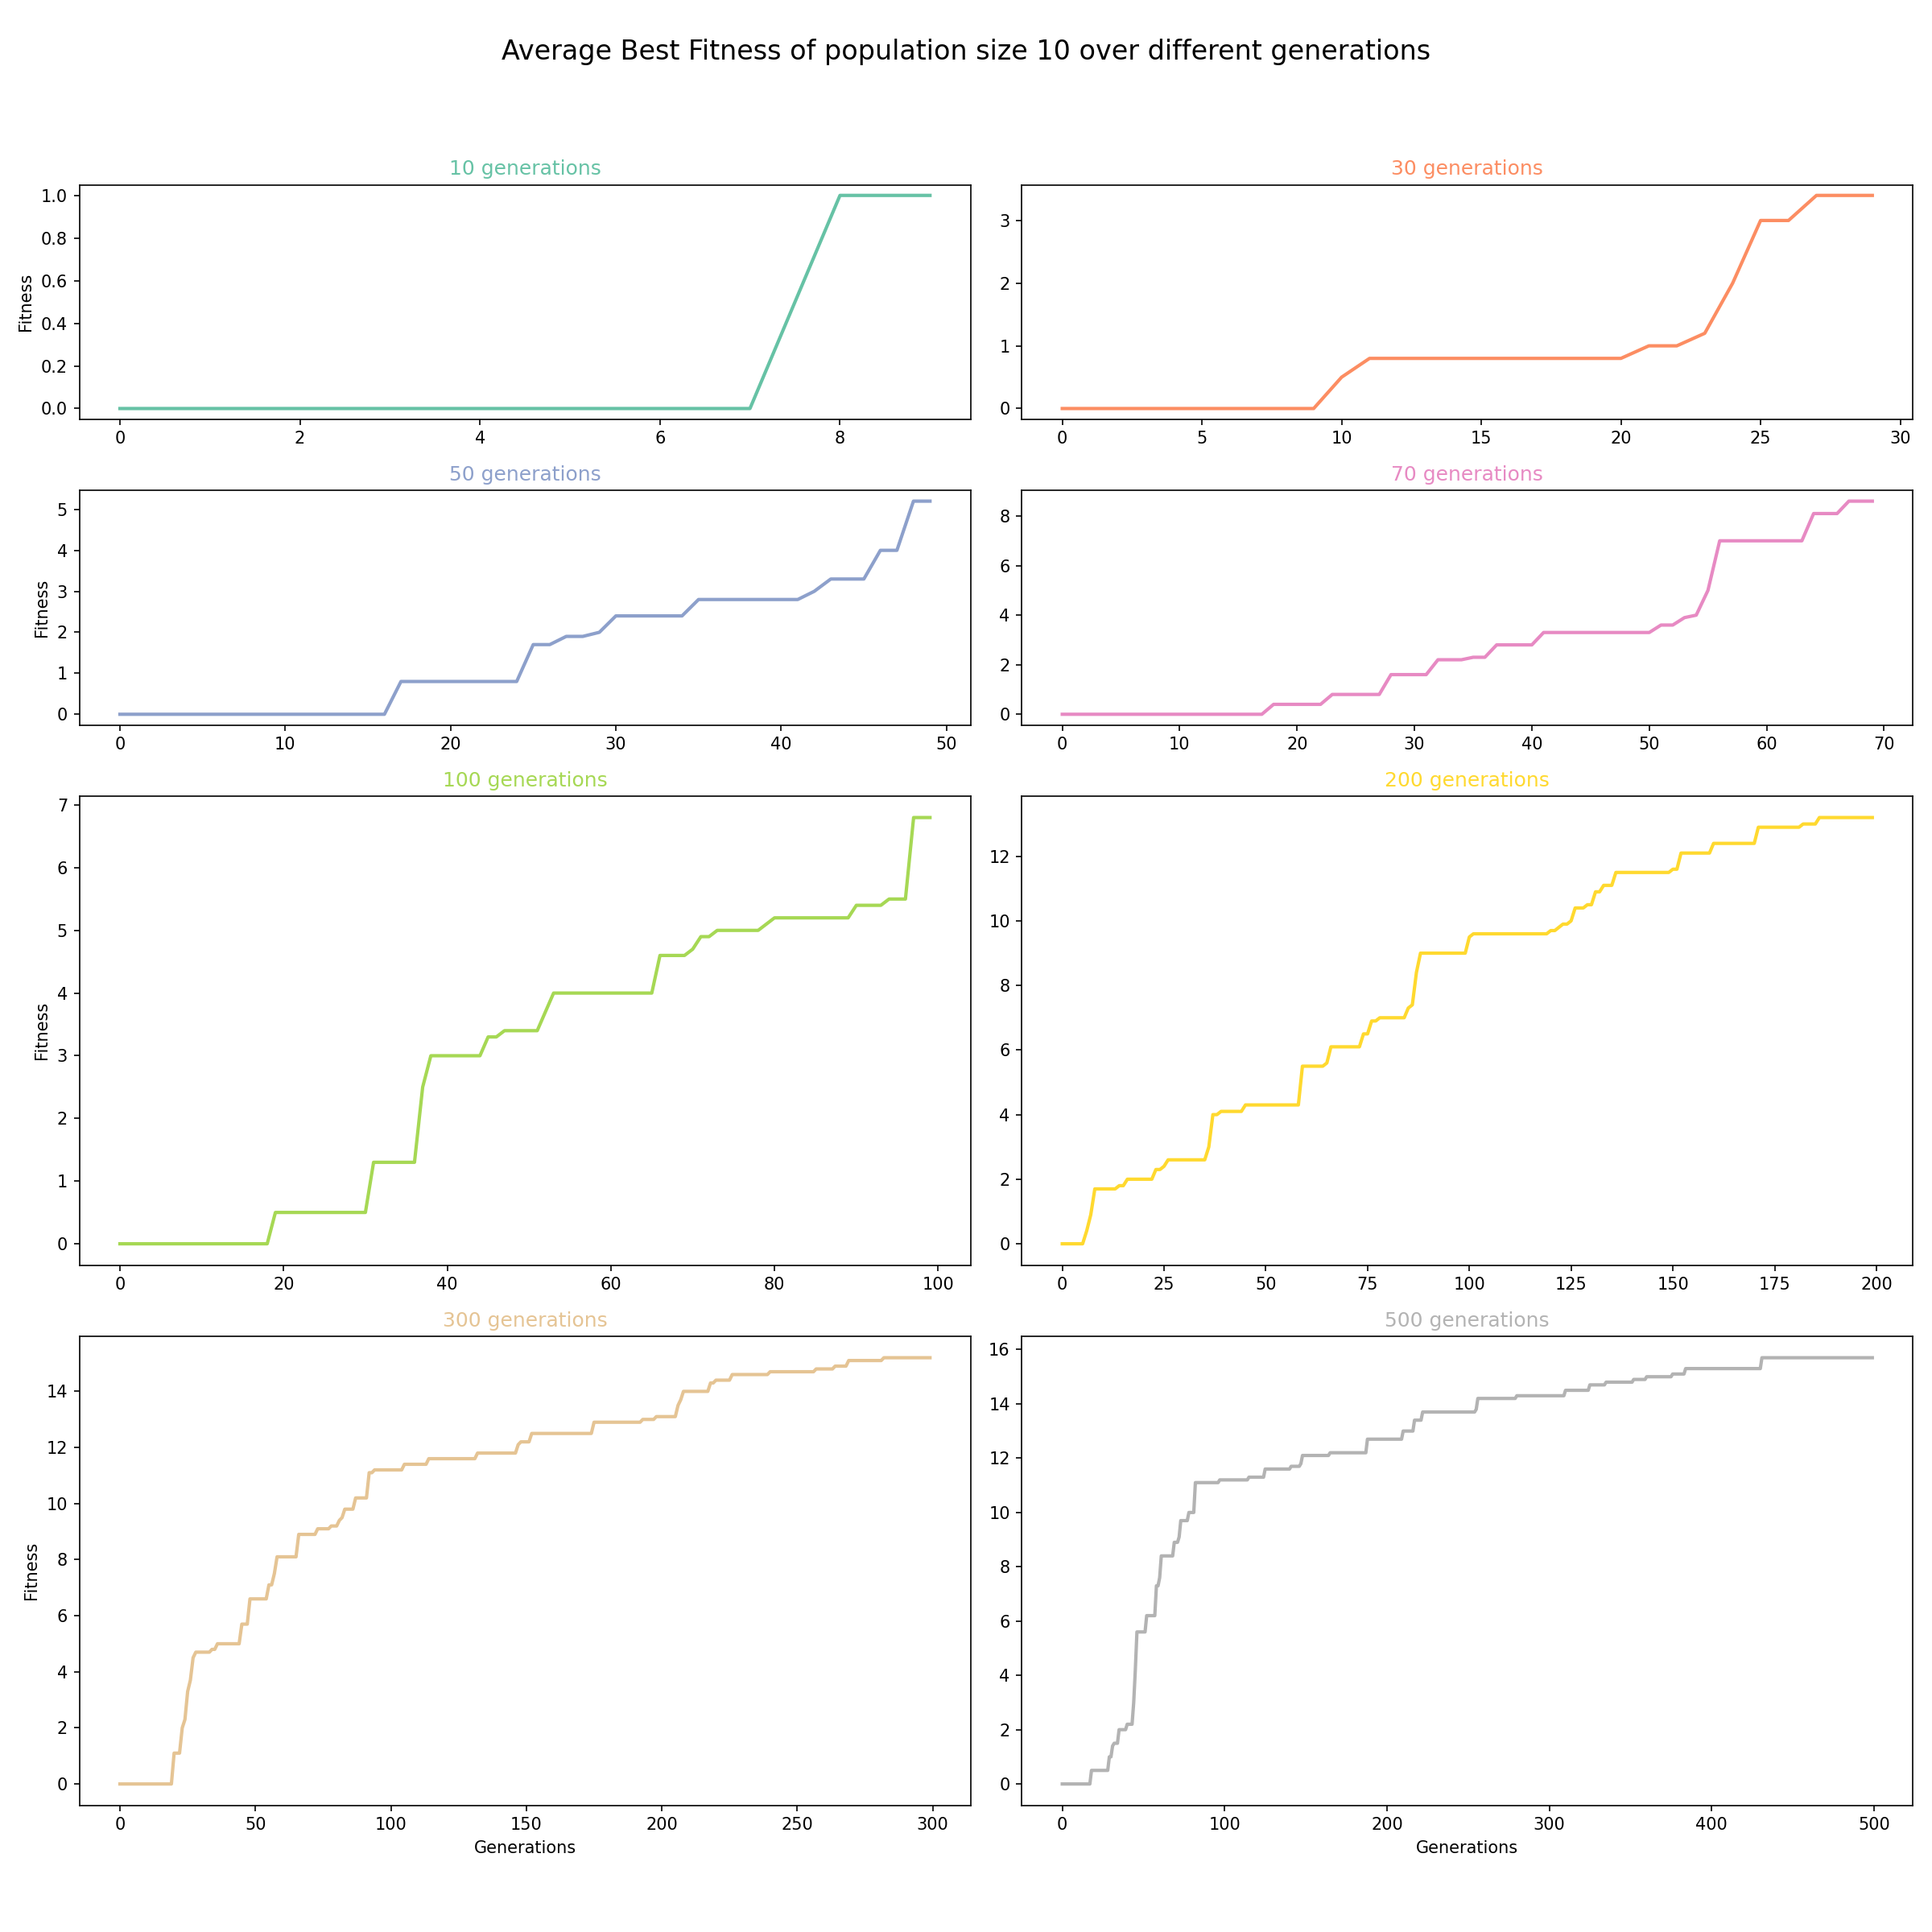 Average Best Fitness of population size 10 over different generations
10 generations
Fitness
1.0
0.8
0.6
0.4
0.2
0.0
0 2 4 6 8
30 generations
3
2
1
0
0 5 10 15 20 25 30
50 generations
Fitness
5
4
3
2
1
0
0 10 20 30 40 50
70 generations
8
6
4
2
0
0 10 20 30 40 50 60 70
100 generations
Fitness
7
6
5
4
3
2
1
0
0 20 40 60 80 100
200 generations
12
10
8
6
4
2
0
0 25 50 75 100 125 150 175 200
300 generations
Fitness
14
12
10
8
6
4
2
0
0 50 100 150 200 250 300
Generations
500 generations
16
14
12
10
8
6
4
2
0
0 100 200 300 400 500
Generations